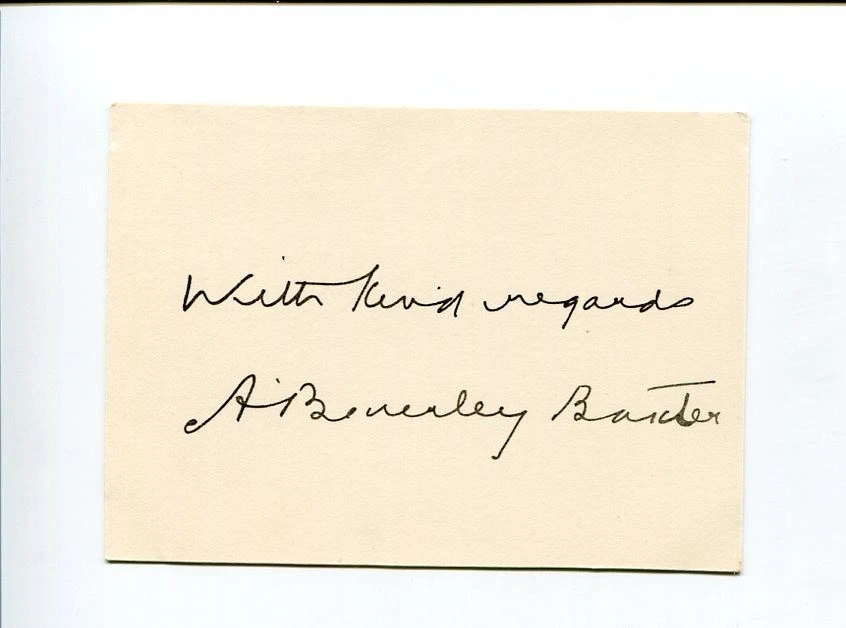 With kind regards
A. Beverley Baxter